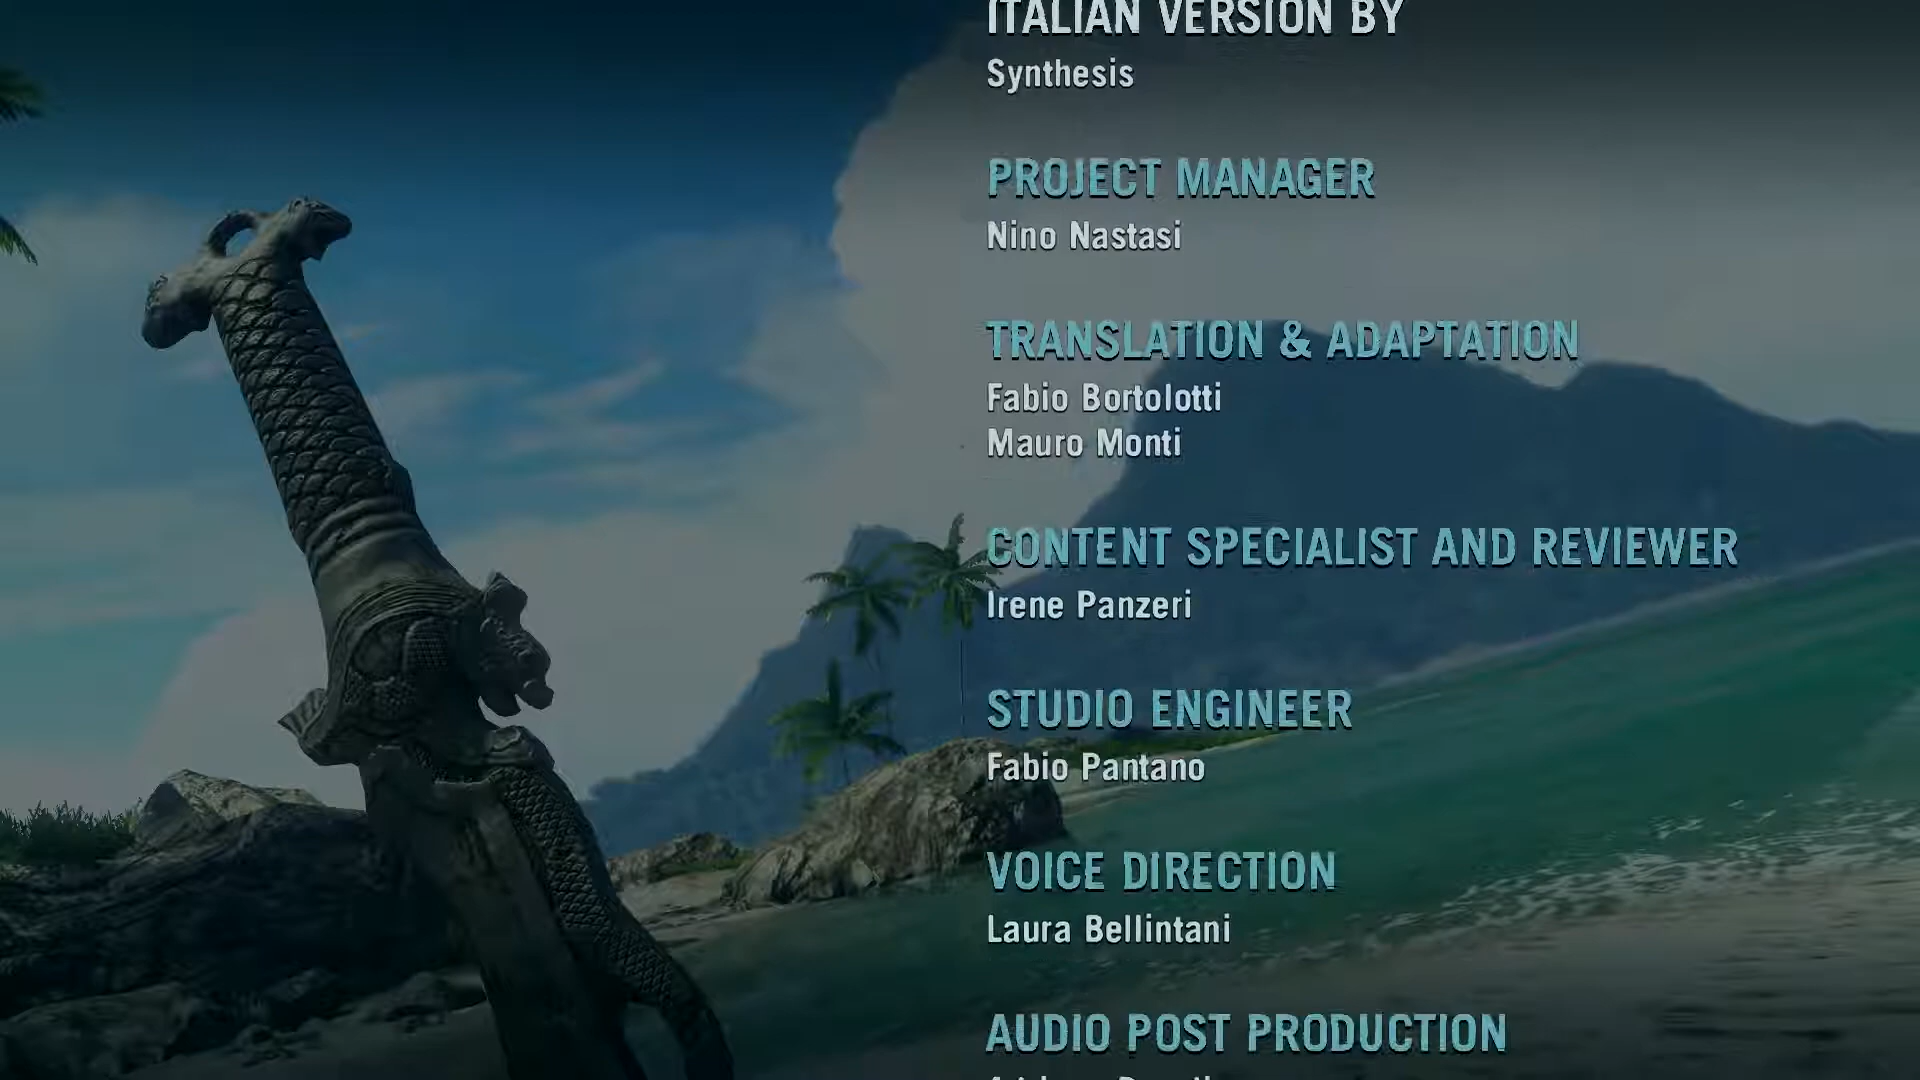 ITALIAN VERSION BY
Synthesis
PROJECT MANAGER
Nino Nastasi
TRANSLATION & ADAPTATION
Fabio Bortolotti
Mauro Monti
CONTENT SPECIALIST AND REVIEWER
Irene Panzeri
STUDIO ENGINEER
Fabio Pantano
VOICE DIRECTION
Laura Bellintani
AUDIO POST PRODUCTION